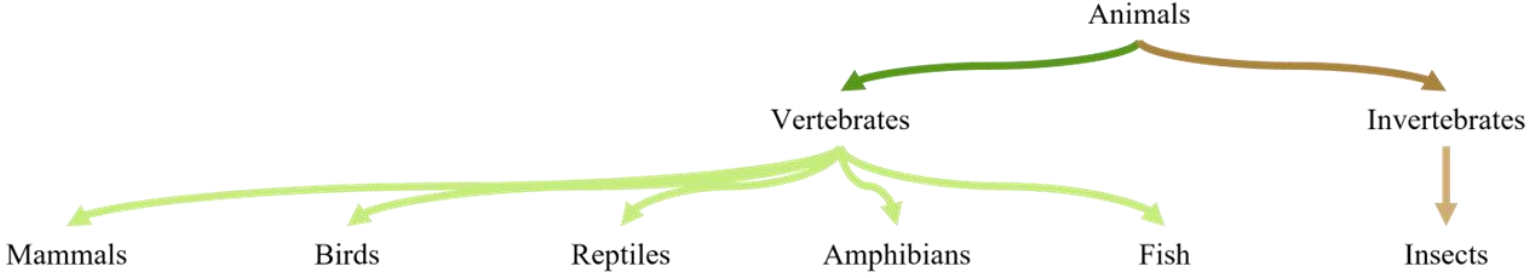 Animals
Vertebrates Invertebrates
Mammals Birds Reptiles Amphibians Fish Insects